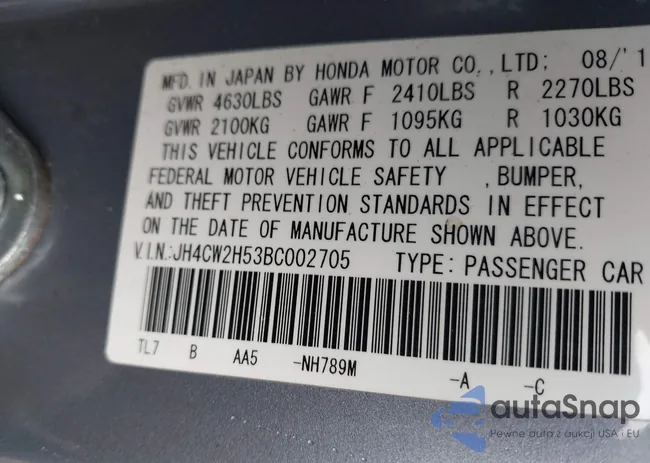 MFD. IN JAPAN BY HONDA MOTOR CO., LTD: 08/'1
GVWR 4630LBS GAWR F 2410LBS R 2270LBS
GVWR 2100KG GAWR F 1095KG R 1030KG
THIS VEHICLE CONFORMS TO ALL APPLICABLE
FEDERAL MOTOR VEHICLE SAFETY , BUMPER,
AND THEFT PREVENTION STANDARDS IN EFFECT
ON THE DATE OF MANUFACTURE SHOWN ABOVE.
V.I.N.:JH4CW2H53BC002705 TYPE: PASSENGER CAR
TL7 B AA5 -NH789M -A -C
autaSnap
Pewne auta z aukcji USA i EU